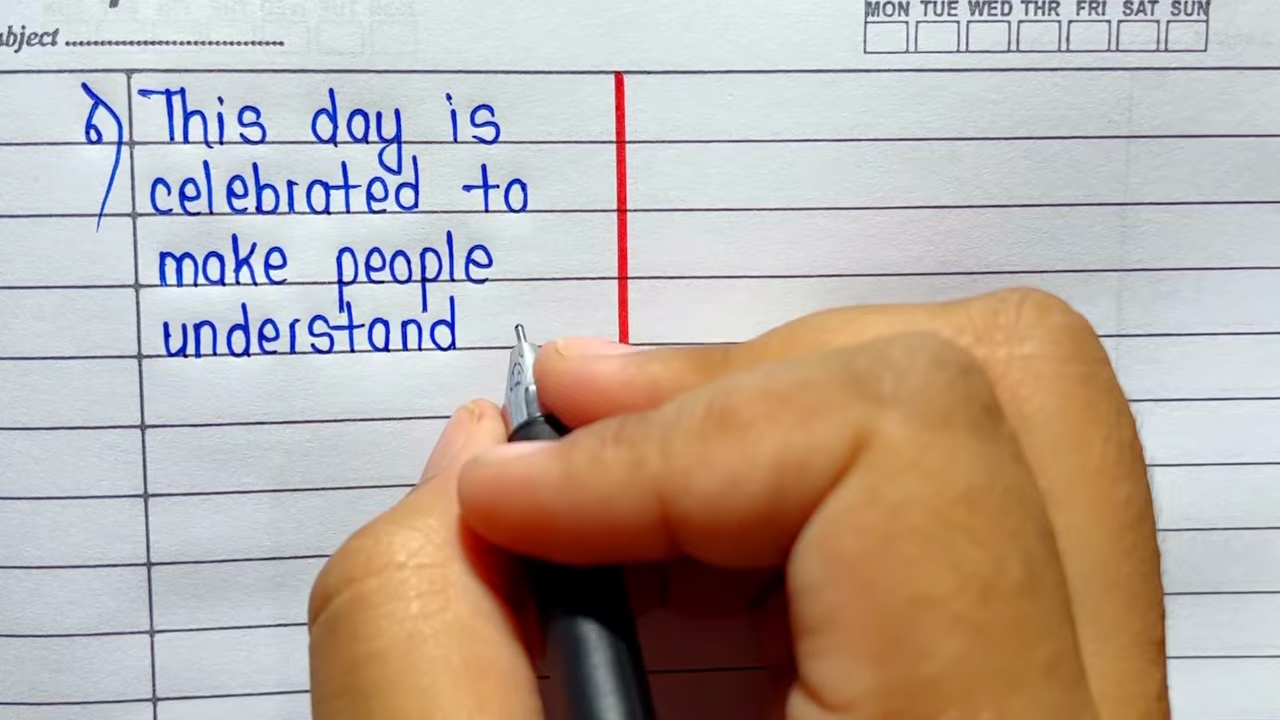 MON TUE WED THR FRI SAT SUN
bject ................................
6) This day is
celebrated to
make people
understand